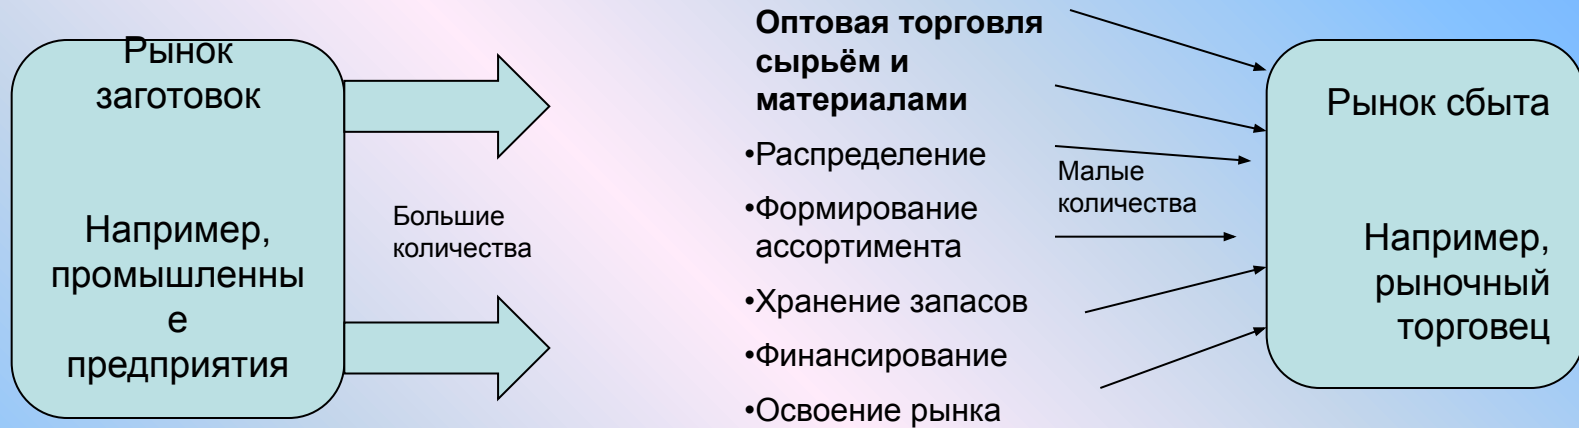 Рынок
заготовок
Например,
промышленны
е
предприятия
Большие
количества
Оптовая торговля
сырьём и
материалами
•Распределение
•Формирование
ассортимента
•Хранение запасов
•Финансирование
•Освоение рынка
Малые
количества
Рынок сбыта
Например,
рыночный
торговец